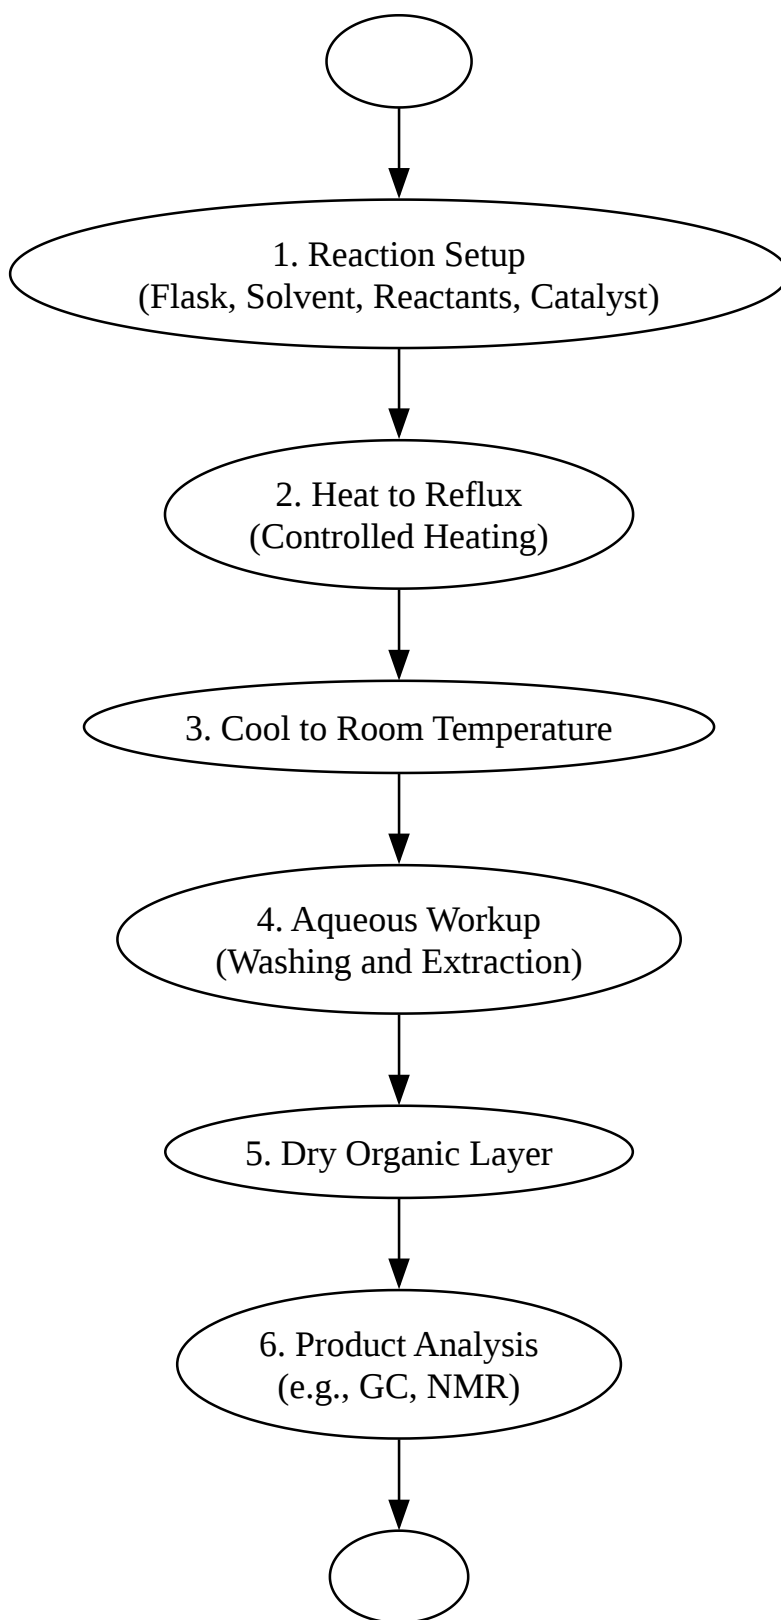 1. Reaction Setup
(Flask, Solvent, Reactants, Catalyst)
2. Heat to Reflux
(Controlled Heating)
3. Cool to Room Temperature
4. Aqueous Workup
(Washing and Extraction)
5. Dry Organic Layer
6. Product Analysis
(e.g., GC, NMR)